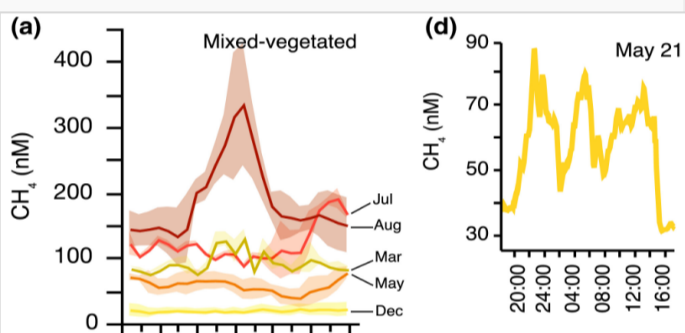 (a)
Mixed-vegetated
CH4 (nM)
400
300
200
100
0
Jul
Aug
Mar
May
Dec
(d)
May 21
CH4 (nM)
90
70
50
30
20:00
24:00
04:00
08:00
12:00
16:00